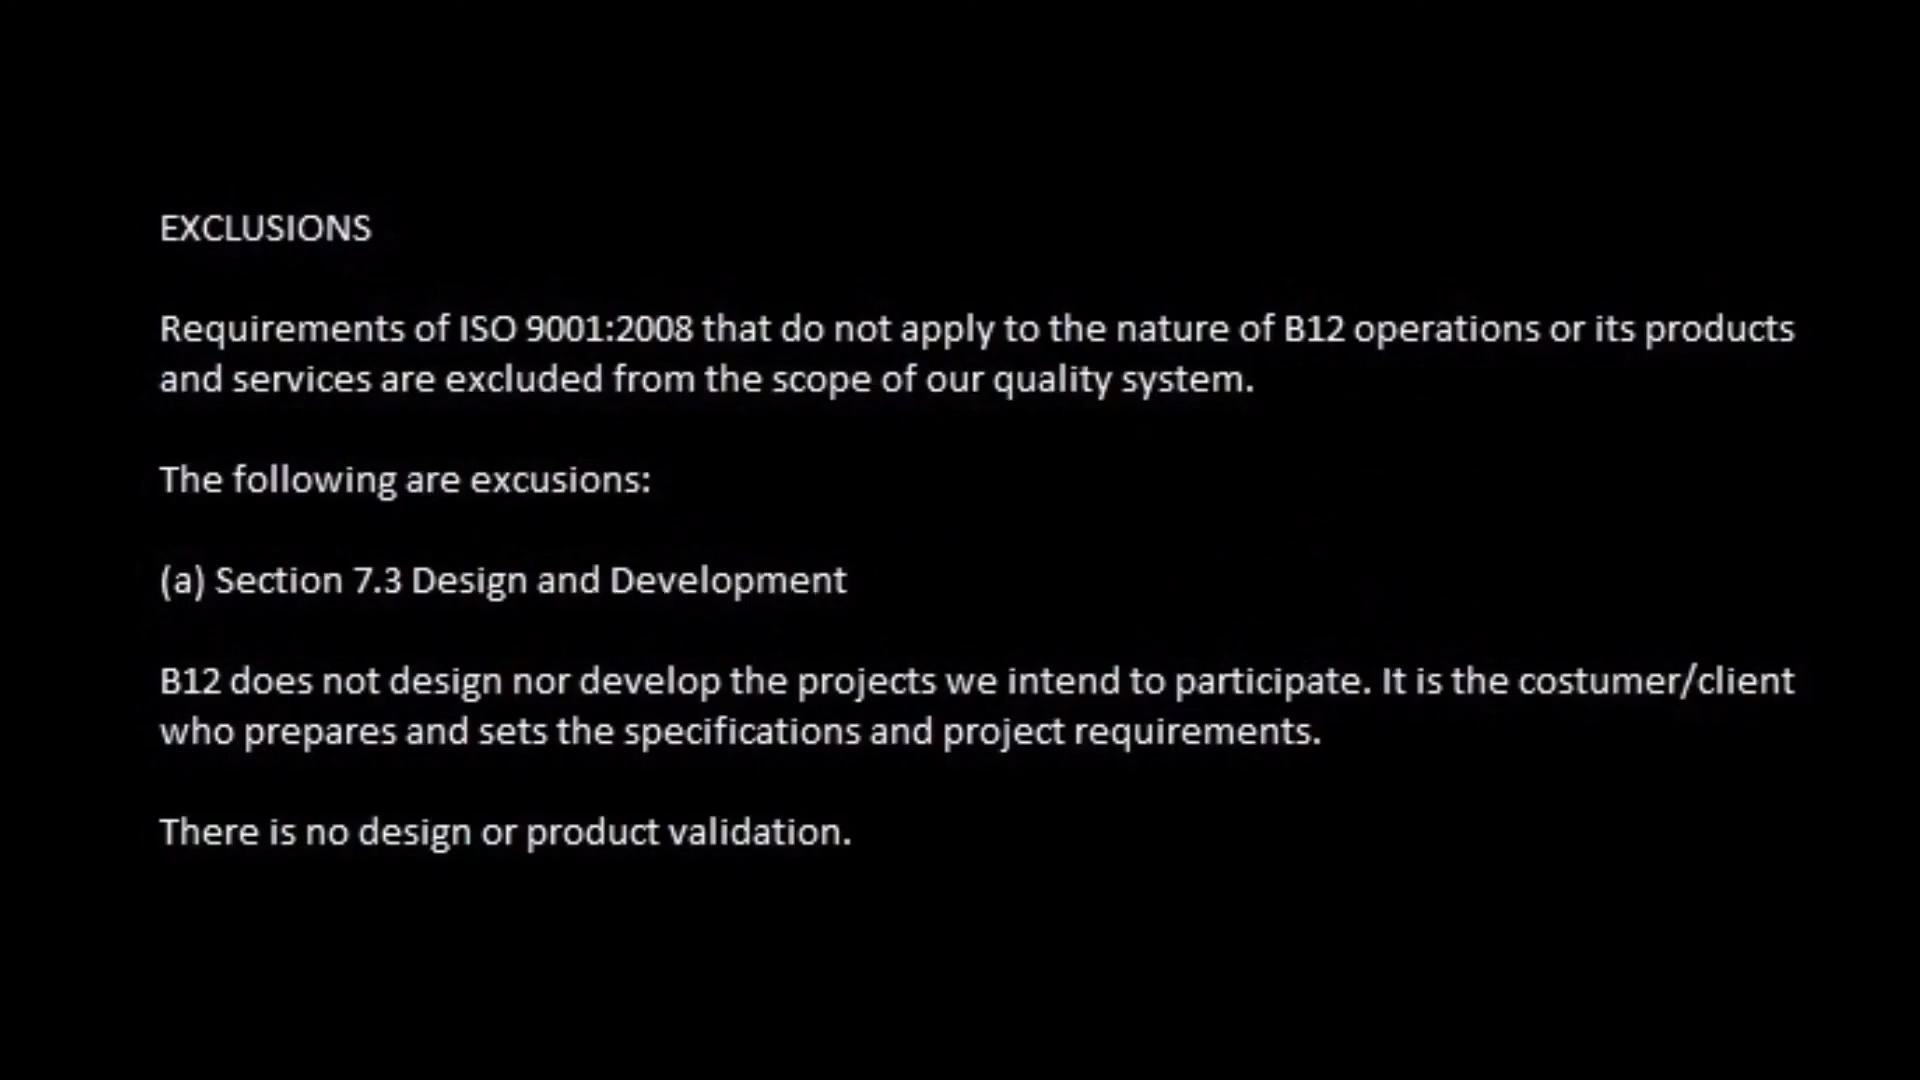 EXCLUSIONS
Requirements of ISO 9001:2008 that do not apply to the nature of B12 operations or its products
and services are excluded from the scope of our quality system.
The following are excusions:
(a) Section 7.3 Design and Development
B12 does not design nor develop the projects we intend to participate. It is the costumer/client
who prepares and sets the specifications and project requirements.
There is no design or product validation.